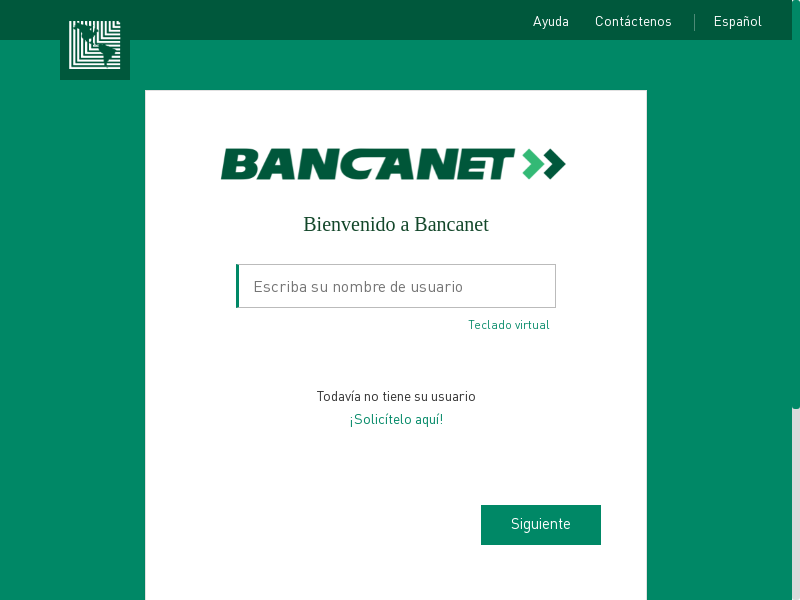 Ayuda
Contáctenos
Español
BANCANET
Bienvenido a Bancanet
Escriba su nombre de usuario
Teclado virtual
Todavía no tiene su usuario
¡Solicítelo aquí!
Siguiente